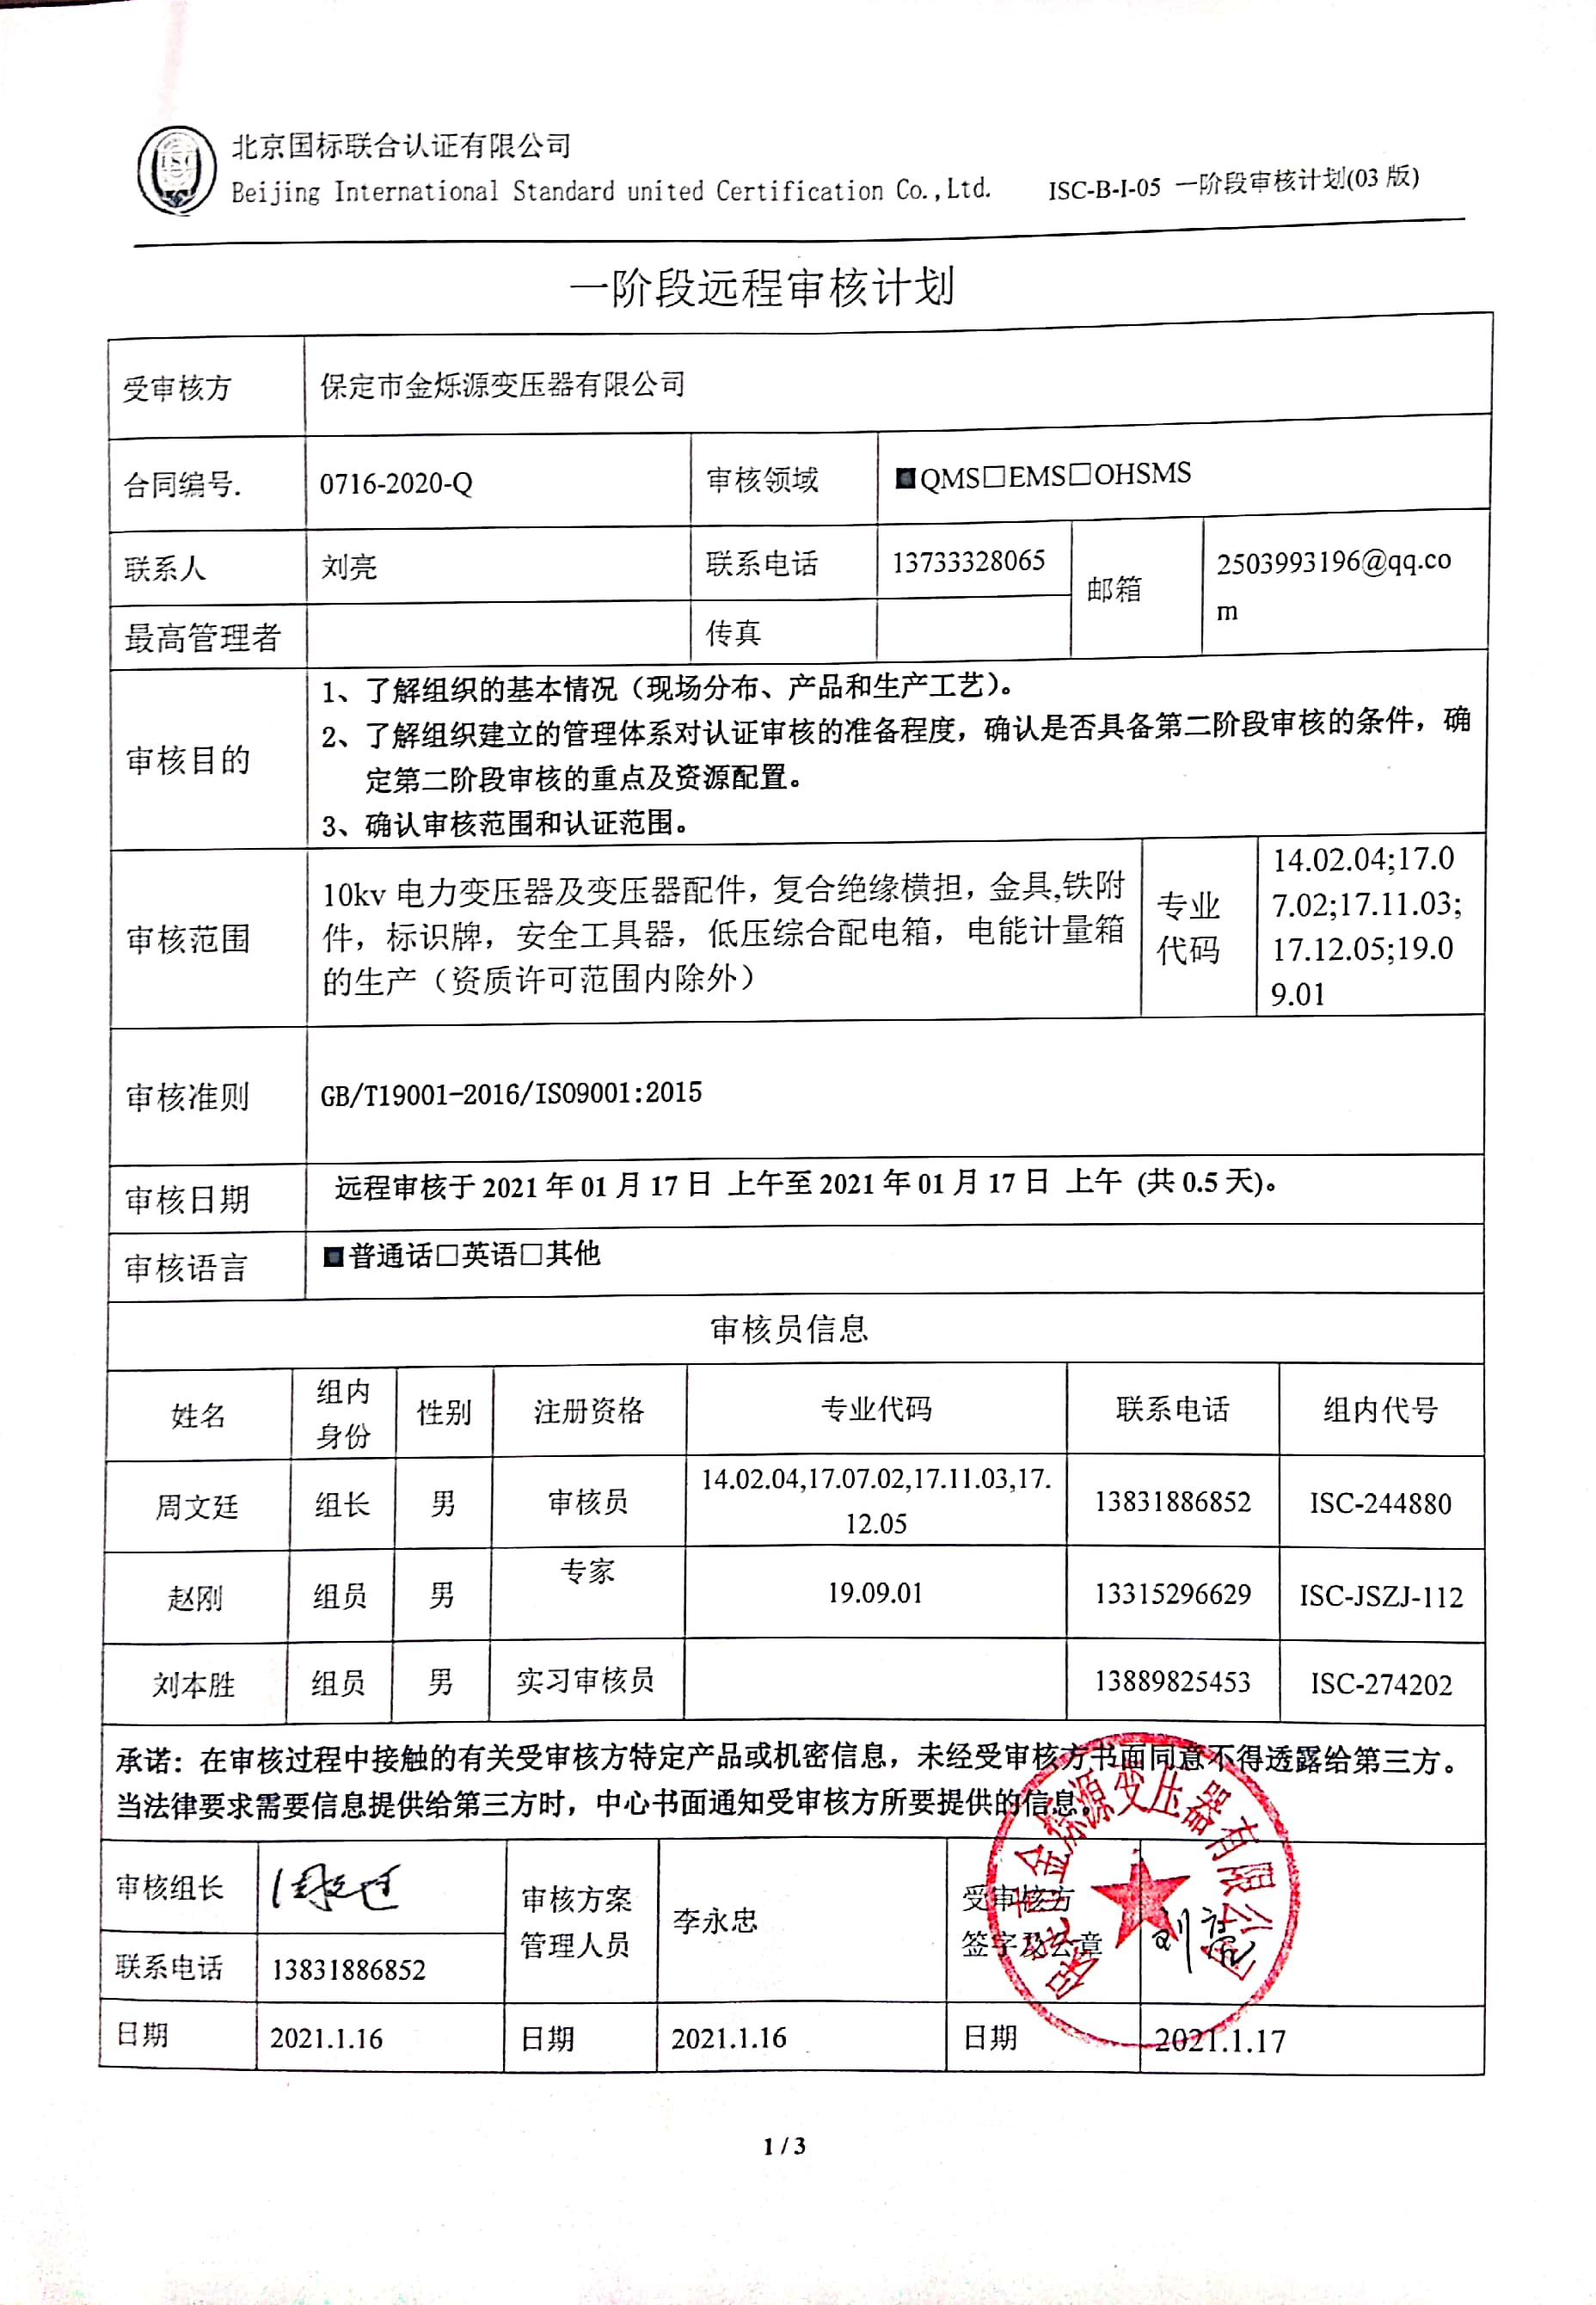 ISC
北京国标联合认证有限公司
Beijing International Standard united Certification Co.,Ltd. ISC-B-I-05 一阶段审核计划(03 版)
一阶段远程审核计划
受审核方 保定市金烁源变压器有限公司
合同编号. 0716-2020-Q 审核领域 ■QMS□EMS□OHSMS
联系人 刘亮 联系电话 13733328065 邮箱 2503993196@qq.co
m
最高管理者 传真
审核目的
1、了解组织的基本情况（现场分布、产品和生产工艺）。
2、了解组织建立的管理体系对认证审核的准备程度，确认是否具备第二阶段审核的条件，确
定第二阶段审核的重点及资源配置。
3、确认审核范围和认证范围。
审核范围
10kv 电力变压器及变压器配件，复合绝缘横担，金具,铁附
件，标识牌，安全工具器，低压综合配电箱，电能计量箱
的生产（资质许可范围内除外）
专业
代码
14.02.04;17.0
7.02;17.11.03;
17.12.05;19.0
9.01
审核准则 GB/T19001-2016/ISO9001:2015
审核日期 远程审核于 2021 年 01 月 17 日 上午至 2021 年 01 月 17 日 上午 (共 0.5 天)。
审核语言 ■普通话□英语□其他
审核员信息
姓名 组内
身份 性别 注册资格 专业代码 联系电话 组内代号
周文廷 组长 男 审核员 14.02.04,17.07.02,17.11.03,17.
12.05 13831886852 ISC-244880
赵刚 组员 男 专家 19.09.01 13315296629 ISC-JSZJ-112
刘本胜 组员 男 实习审核员 13889825453 ISC-274202
承诺：在审核过程中接触的有关受审核方特定产品或机密信息，未经受审核方书面同意不得透露给第三方。
当法律要求需要信息提供给第三方时，中心书面通知受审核方所要提供的信息。
审核组长 周文廷
审核方案
管理人员 李永忠
受审核方
签字及公章 刘亮
保定市金烁源变压器有限公司
联系电话 13831886852
日期 2021.1.16 日期 2021.1.16 日期 2021.1.17
1 / 3